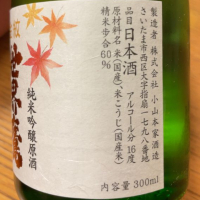 製造者 株式会社 小山本家酒造
さいたま市西区大字指扇一七九八番地
品目 日本酒 アルコール分 16度
原材料名 米(国産)、米こうじ(国産米)
精米歩合60%
純米吟醸原酒
内容量 300ml